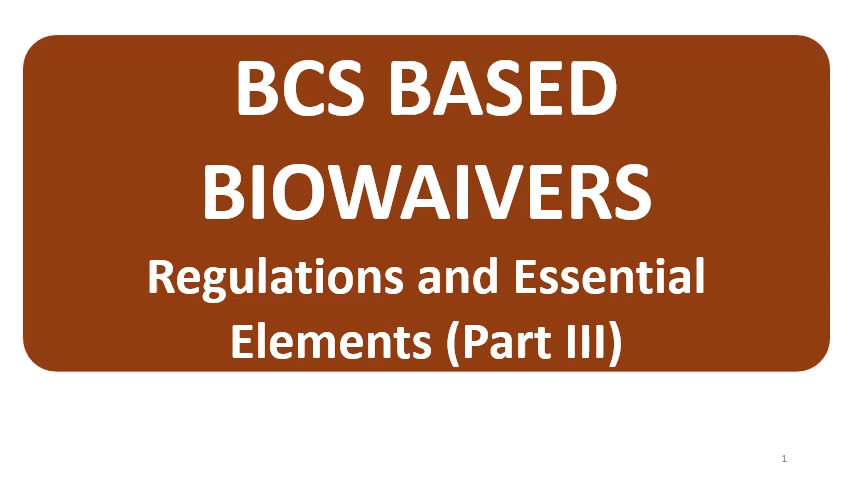 BCS BASED
BIOWAIVERS
Regulations and Essential
Elements (Part III)
1